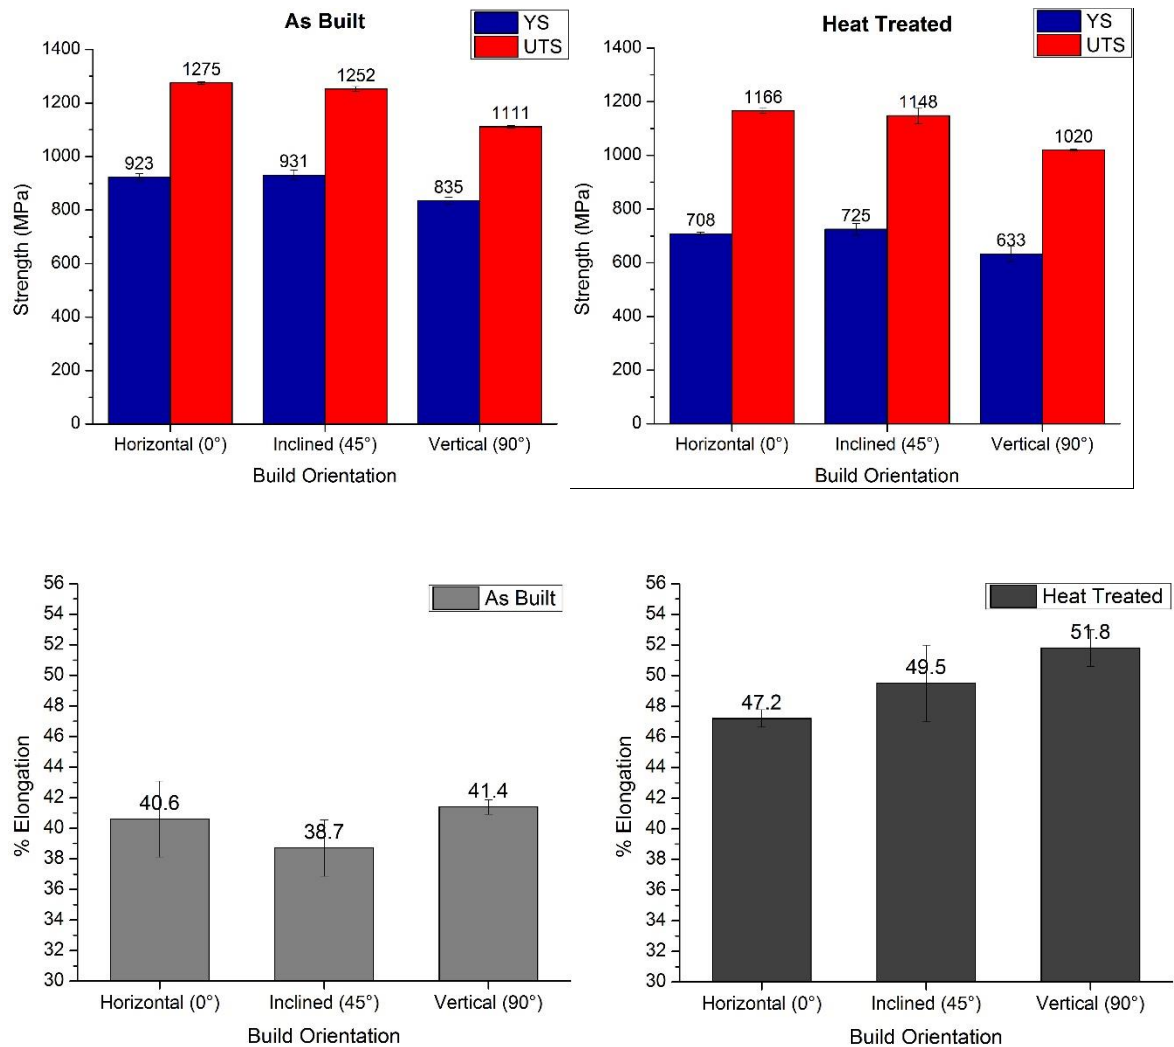 As Built
YS
UTS
1400
1200
1000
800
600
400
200
0
Strength (MPa)
923
1275
931
1252
835
1111
Horizontal (0°)
Inclined (45°)
Vertical (90°)
Build Orientation
Heat Treated
YS
UTS
1400
1200
1000
800
600
400
200
0
Strength (MPa)
708
1166
725
1148
633
1020
Horizontal (0°)
Inclined (45°)
Vertical (90°)
Build Orientation
As Built
56
54
52
50
48
46
44
42
40
38
36
34
32
30
% Elongation
40.6
38.7
41.4
Horizontal (0°)
Inclined (45°)
Vertical (90°)
Build Orientation
Heat Treated
56
54
52
50
48
46
44
42
40
38
36
34
32
30
% Elongation
47.2
49.5
51.8
Horizontal (0°)
Inclined (45°)
Vertical (90°)
Build Orientation